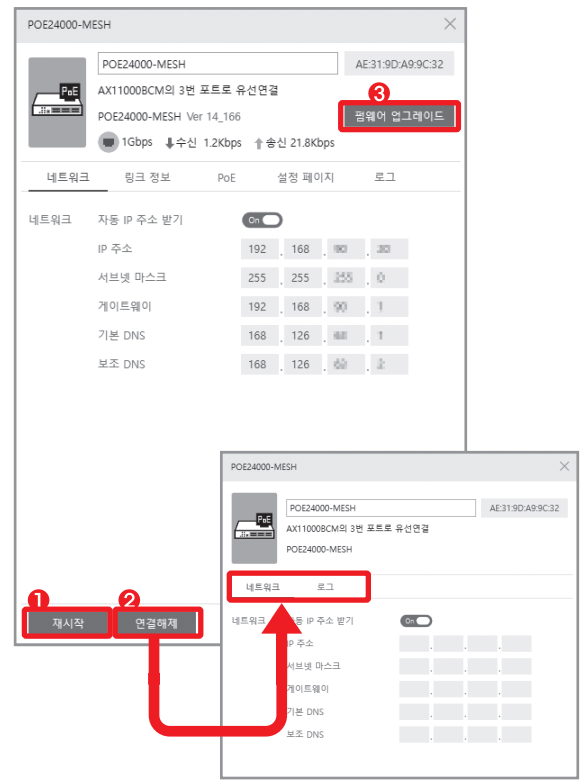 POE24000-MESH
POE24000-MESH AE:31:9D:A9:9C:32
PoE
AX11000BCM의 3번 포트로 유선연결
3
POE24000-MESH Ver 14_166 펌웨어 업그레이드
1Gbps 수신 1.2Kbps 송신 21.8Kbps
네트워크 링크 정보 PoE 설정 페이지 로그
네트워크 자동 IP 주소 받기 On
IP 주소 192 . 168 . .
서브넷 마스크 255 . 255 . 255 . 0
게이트웨이 192 . 168 . 90 . 1
기본 DNS 168 . 126 . . 1
보조 DNS 168 . 126 . . 2
1 2
재시작 연결해제
POE24000-MESH
POE24000-MESH AE:31:9D:A9:9C:32
PoE
AX11000BCM의 3번 포트로 유선연결
POE24000-MESH
네트워크 로그
네트워크 동 IP 주소 받기 On
IP 주소 . . .
서브넷 마스크 . . .
게이트웨이 . . .
기본 DNS . . .
보조 DNS . . .